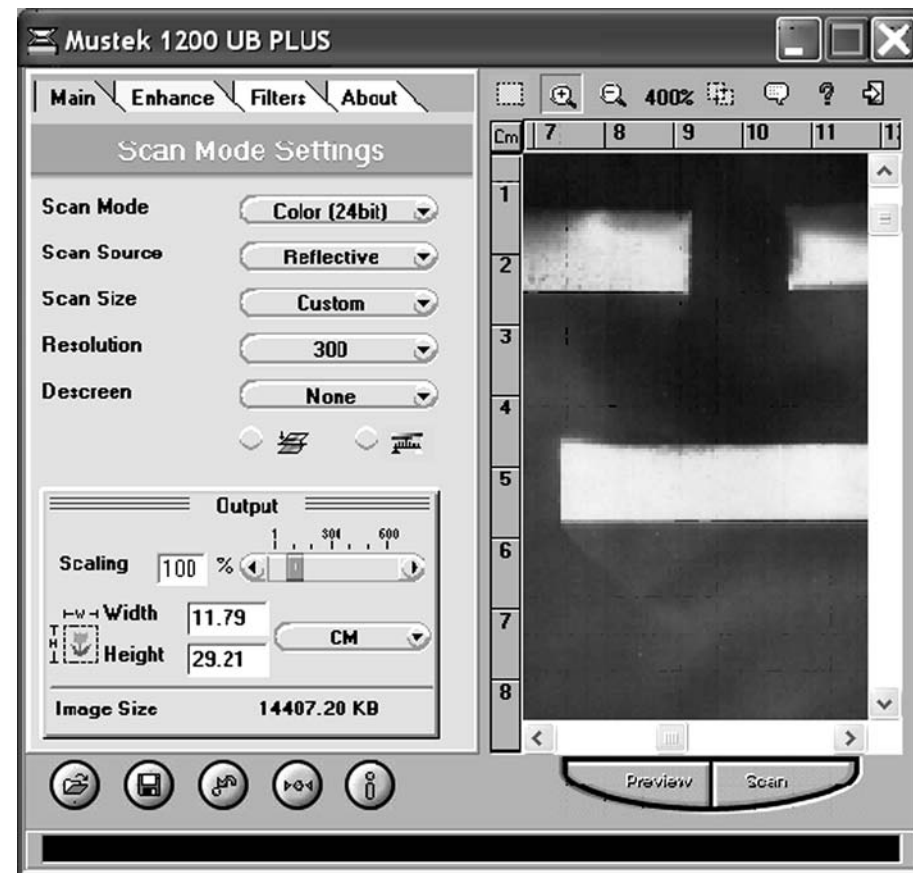 Mustek 1200 UB PLUS
Main Enhance Filters About
400% ?
Scan Mode Settings
Cm 7 8 9 10 11
Scan Mode Color (24bit)
Scan Source Reflective
Scan Size Custom
Resolution 300
Descreen None
1
2
3
4
5
6
7
8
Output
1 301 600
Scaling 100 %
W Width 11.79
H Height 29.21
CM
Image Size 14407.20 KB
Preview Scan